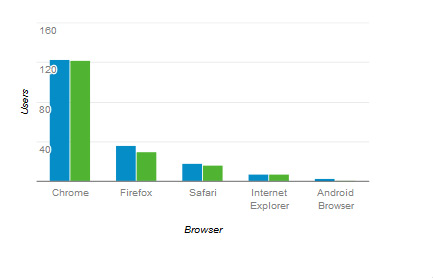 160
120
80
40
Users
Chrome
Firefox
Safari
Internet
Explorer
Android
Browser
Browser